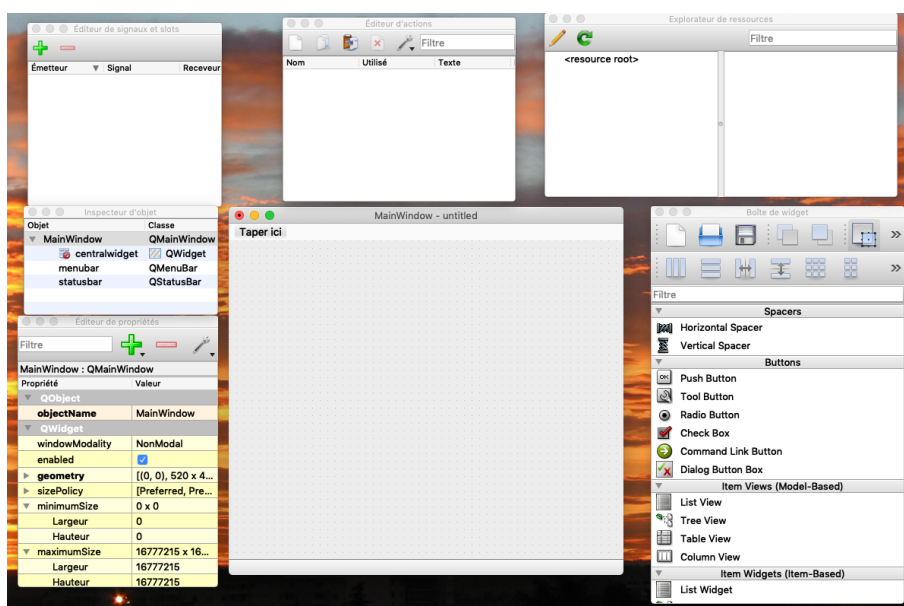 Éditeur de signaux et slots
Émetteur Signal Receveur
Éditeur d'actions
Filtre
Nom Utilisé Texte
Explorateur de ressources
Filtre
<resource root>
Inspecteur d'objet
Objet Classe
MainWindow QMainWindow
centralwidget QWidget
menubar QMenuBar
statusbar QStatusBar
Éditeur de propriétés
Filtre
MainWindow : QMainWindow
Propriété Valeur
QObject
objectName MainWindow
QWidget
windowModality NonModal
enabled
geometry [(0, 0), 520 x 4...
sizePolicy [Preferred, Pre...
minimumSize 0 x 0
Largeur 0
Hauteur 0
maximumSize 16777215 x 16...
Largeur 16777215
Hauteur 16777215
MainWindow - untitled
Taper ici
Boîte de widget
Filtre
Spacers
Horizontal Spacer
Vertical Spacer
Buttons
OK Push Button
Tool Button
Radio Button
Check Box
Command Link Button
Dialog Button Box
Item Views (Model-Based)
List View
Tree View
Table View
Column View
Item Widgets (Item-Based)
List Widget